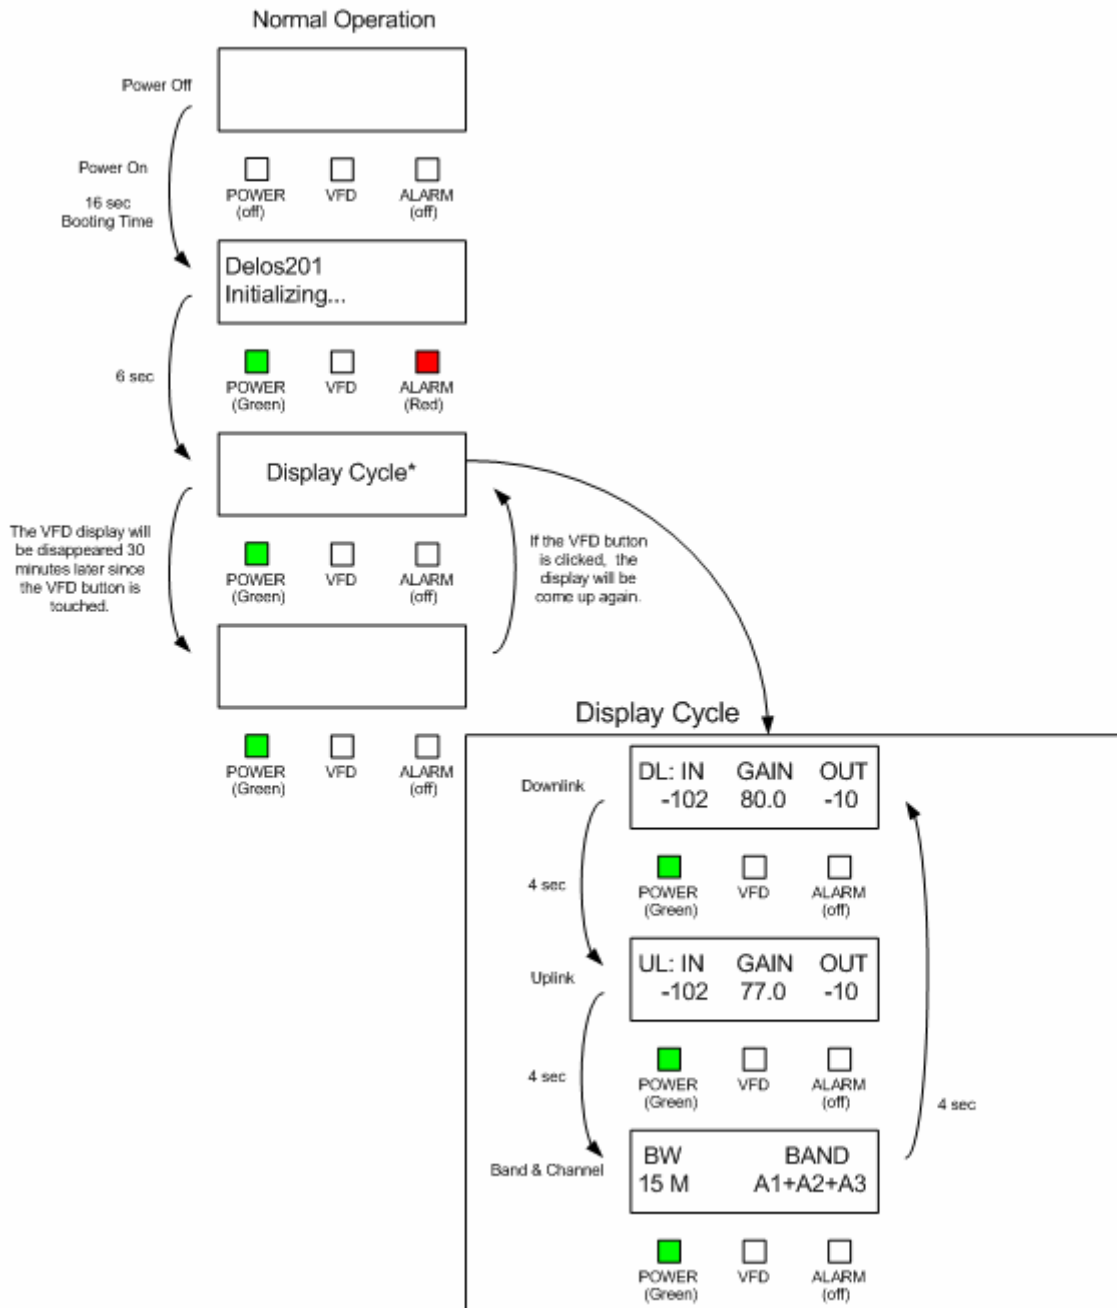 Normal Operation
Power Off
Power On
16 sec
Booting Time
POWER
(off)
VFD
ALARM
(off)
Delos201
Initializing...
6 sec
POWER
(Green)
VFD
ALARM
(Red)
Display Cycle*
The VFD display will
be disappeared 30
minutes later since
the VFD button is
touched.
If the VFD button
is clicked, the
display will be
come up again.
POWER
(Green)
VFD
ALARM
(off)
POWER
(Green)
VFD
ALARM
(off)
Display Cycle
Downlink
DL: IN GAIN OUT
-102 80.0 -10
4 sec
POWER
(Green)
VFD
ALARM
(off)
Uplink
UL: IN GAIN OUT
-102 77.0 -10
4 sec
POWER
(Green)
VFD
ALARM
(off)
4 sec
Band & Channel
BW BAND
15 M A1+A2+A3
POWER
(Green)
VFD
ALARM
(off)